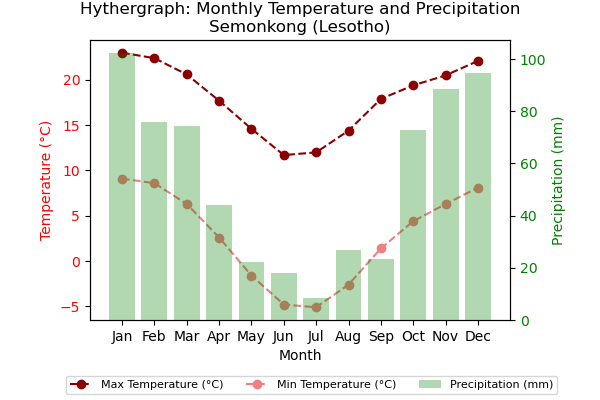 Hythergraph: Monthly Temperature and Precipitation
Semonkong (Lesotho)
Temperature (°C)
20
15
10
5
0
−5
Precipitation (mm)
100
80
60
40
20
0
Jan Feb Mar Apr May Jun Jul Aug Sep Oct Nov Dec
Month
Max Temperature (°C) Min Temperature (°C) Precipitation (mm)